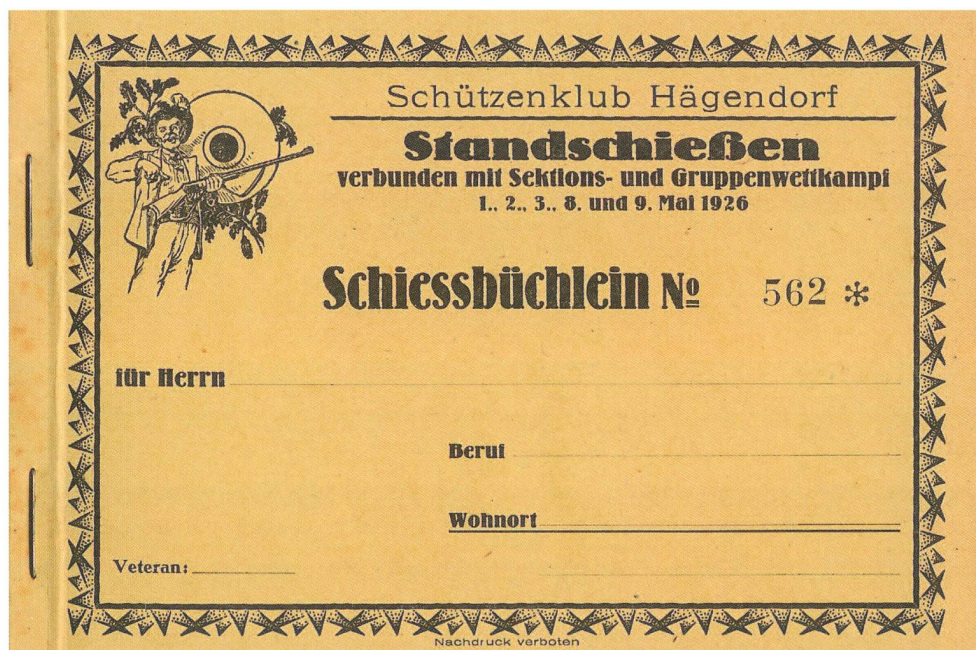 Schützenklub Hägendorf
Standschießen
verbunden mit Sektions- und Gruppenwettkampf
1., 2., 3., 8. und 9. Mai 1926
Schiessbüchlein Nº 562 *
für Herrn
Beruf
Wohnort
Veteran:
Nachdruck verboten